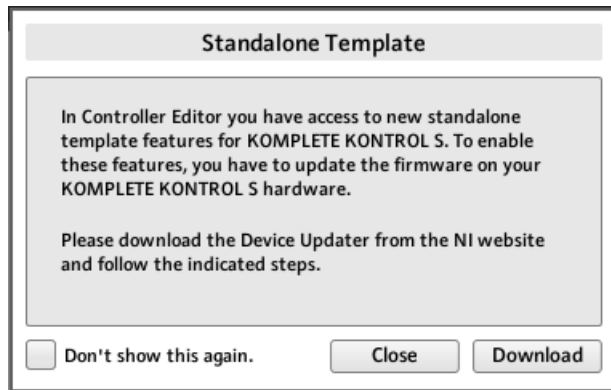 Standalone Template
In Controller Editor you have access to new standalone
template features for KOMPLETE KONTROL S. To enable
these features, you have to update the firmware on your
KOMPLETE KONTROL S hardware.
Please download the Device Updater from the NI website
and follow the indicated steps.
Don't show this again.
Close
Download